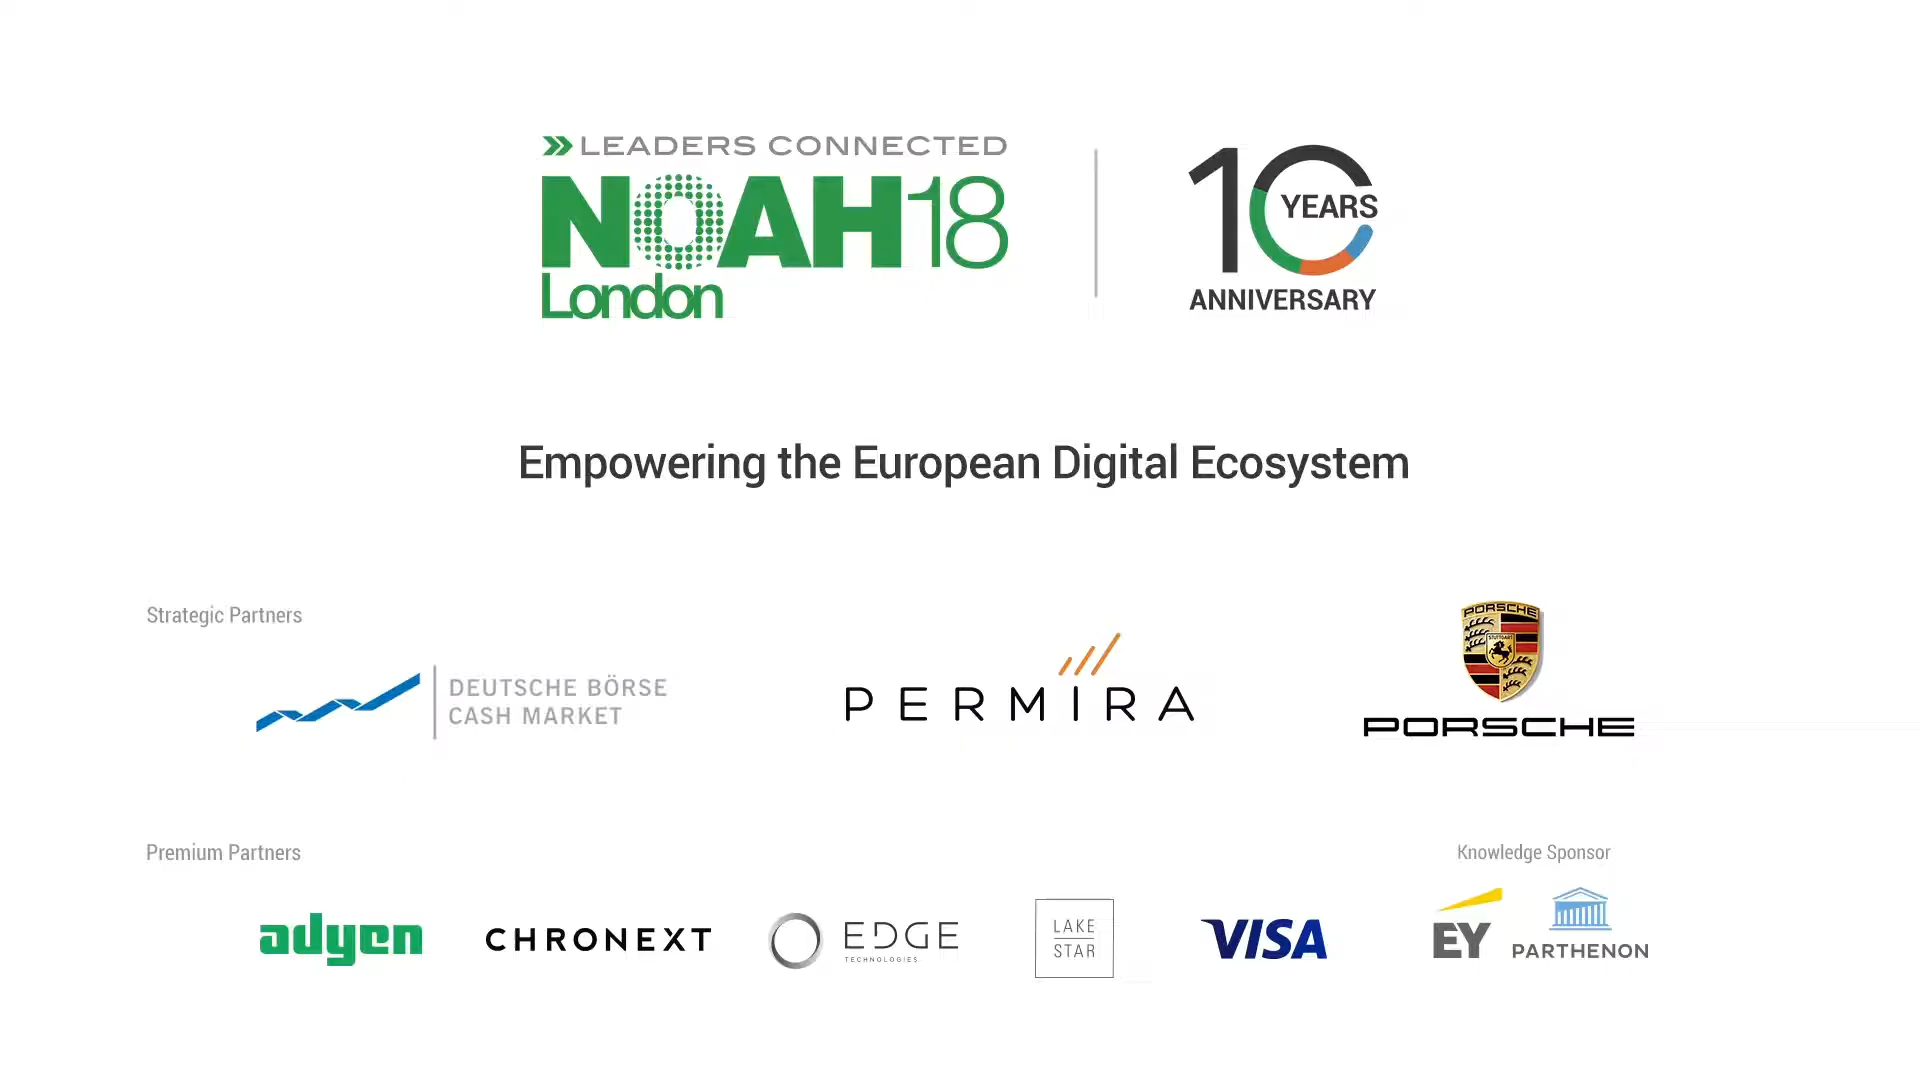 LEADERS CONNECTED
NOAH18
London
10
YEARS
ANNIVERSARY
Empowering the European Digital Ecosystem
Strategic Partners
DEUTSCHE BÖRSE
CASH MARKET
PERMIRA
PORSCHE
STUTTGART
PORSCHE
Premium Partners
adyen
CHRONEXT
EDGE
TECHNOLOGIES
LAKE
STAR
VISA
Knowledge Sponsor
EY
PARTHENON